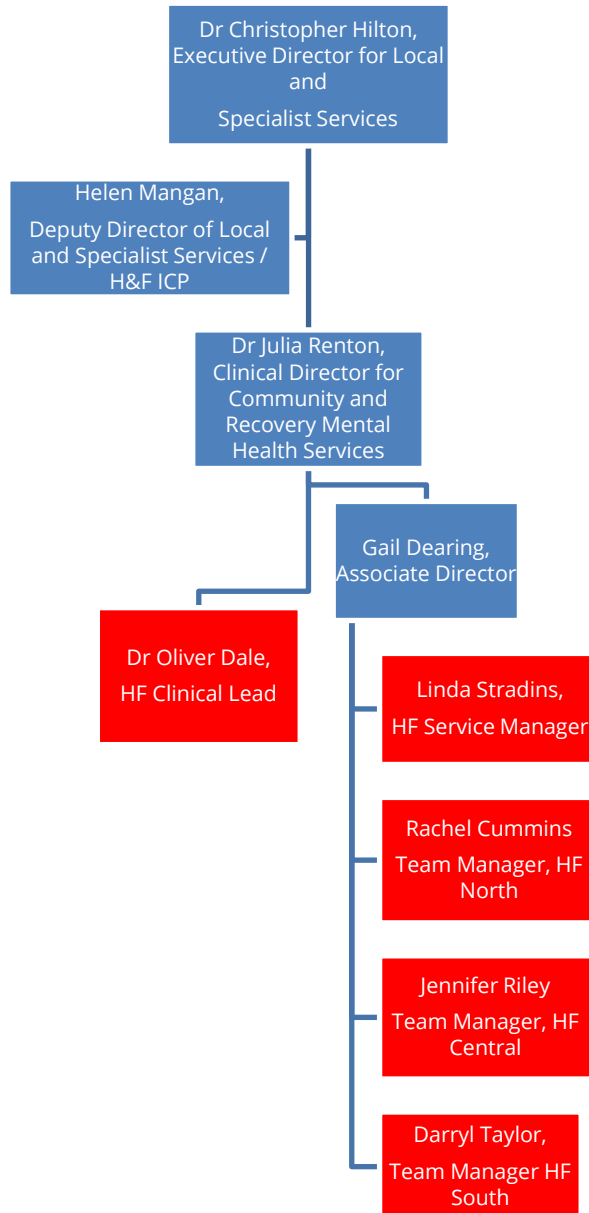 Dr Christopher Hilton,
Executive Director for Local
and
Specialist Services
Helen Mangan,
Deputy Director of Local
and Specialist Services /
H&F ICP
Dr Julia Renton,
Clinical Director for
Community and
Recovery Mental
Health Services
Gail Dearing,
Associate Director
Dr Oliver Dale,
HF Clinical Lead
Linda Stradins,
HF Service Manager
Rachel Cummins
Team Manager, HF
North
Jennifer Riley
Team Manager, HF
Central
Darryl Taylor,
Team Manager HF
South